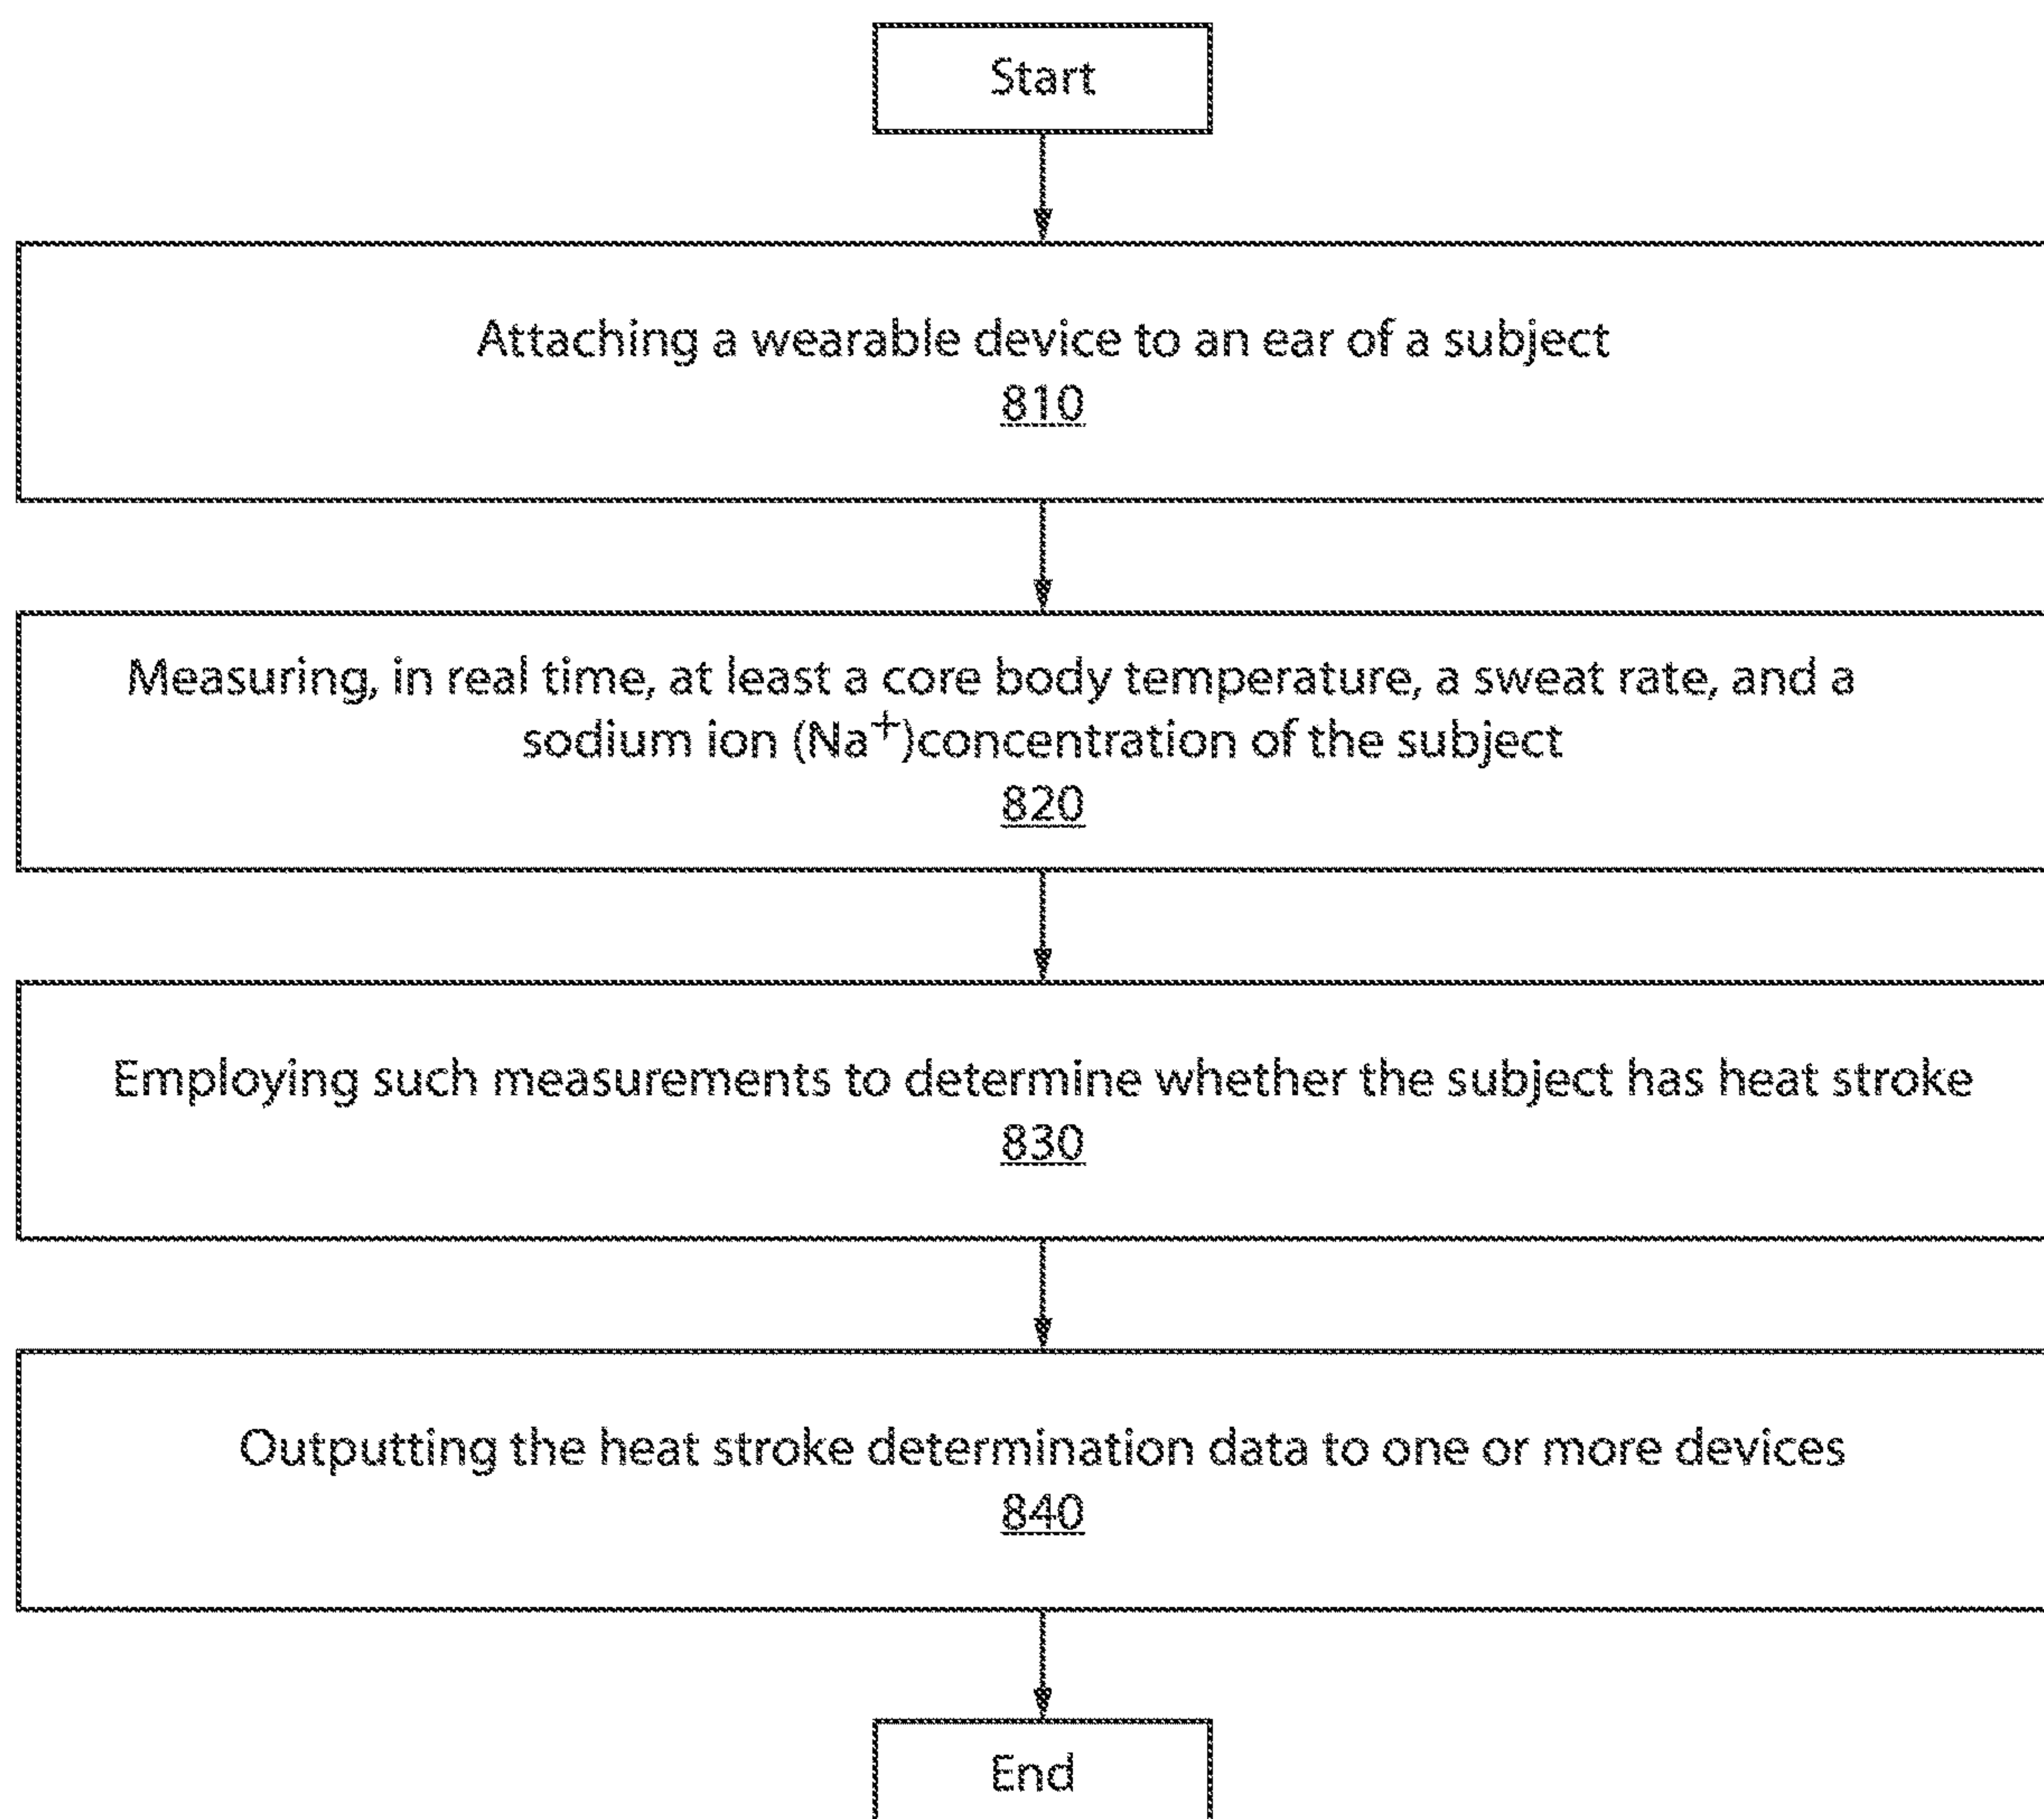 Start
Attaching a wearable device to an ear of a subject
810
Measuring, in real time, at least a core body temperature, a sweat rate, and a
sodium ion (Na⁺)concentration of the subject
820
Employing such measurements to determine whether the subject has heat stroke
830
Outputting the heat stroke determination data to one or more devices
840
End